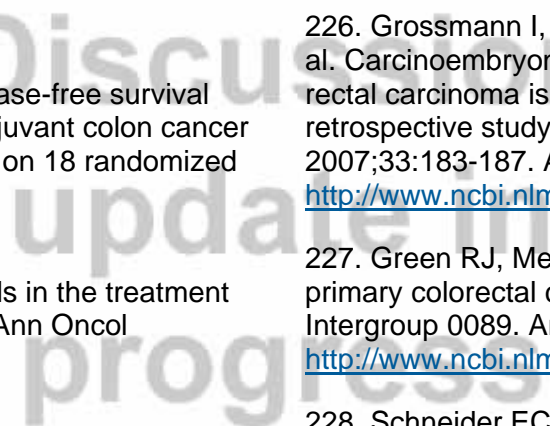 Discussion
update in
progress
ase-free survival
juvant colon cancer
on 18 randomized
ds in the treatment
Ann Oncol
226. Grossmann I,
al. Carcinoembryon
rectal carcinoma is
retrospective study
2007;33:183-187. A
http://www.ncbi.nlm
227. Green RJ, Me
primary colorectal c
Intergroup 0089. An
http://www.ncbi.nlm
228. Schneider EC